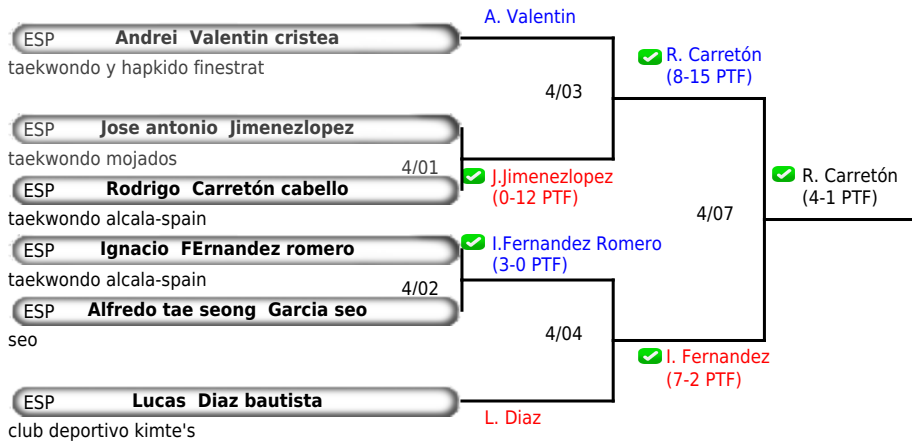 A. Valentin
ESP Andrei Valentin cristea
taekwondo y hapkido finestrat
4/03
R. Carretón
(8-15 PTF)
ESP Jose antonio Jimenezlopez
taekwondo mojados
4/01
J.Jimenezlopez
(0-12 PTF)
ESP Rodrigo Carretón cabello
taekwondo alcala-spain
4/07
R. Carretón
(4-1 PTF)
ESP Ignacio FErnandez romero
taekwondo alcala-spain
I.Fernandez Romero
(3-0 PTF)
4/02
ESP Alfredo tae seong Garcia seo
seo
4/04
I. Fernandez
(7-2 PTF)
ESP Lucas Diaz bautista
club deportivo kimte's
L. Diaz